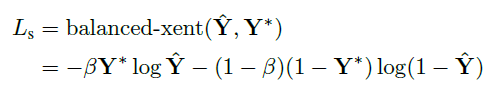 L_s = balanced-xent(Ŷ, Y*)
= −βY* log Ŷ − (1 − β)(1 − Y*) log(1 − Ŷ)